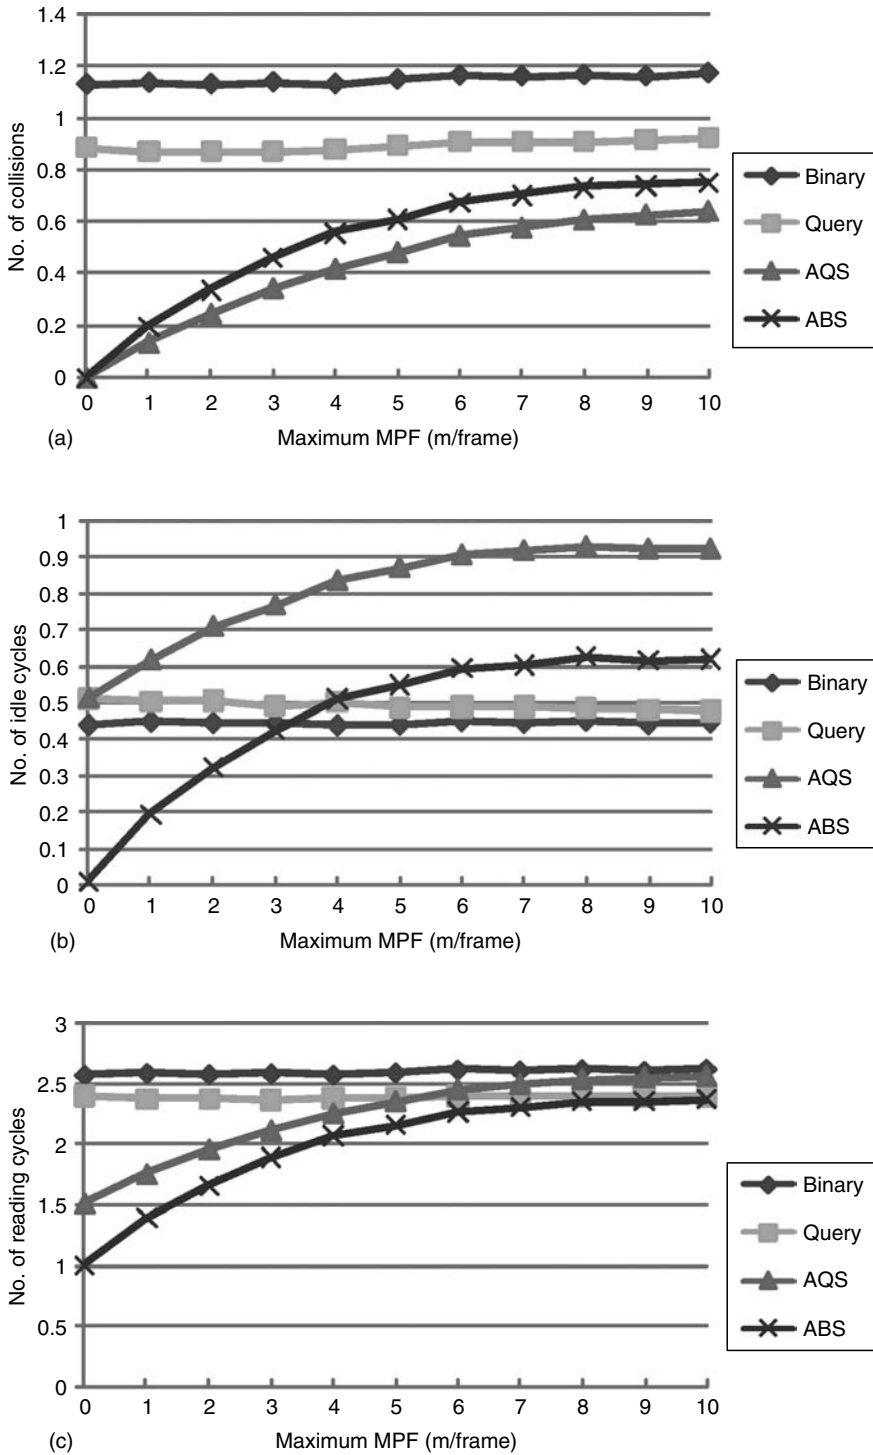 No. of collisions
1.4
1.2
1
0.8
0.6
0.4
0.2
0
0 1 2 3 4 5 6 7 8 9 10
(a)
Maximum MPF (m/frame)
Binary
Query
AQS
ABS
No. of idle cycles
1
0.9
0.8
0.7
0.6
0.5
0.4
0.3
0.2
0.1
0
0 1 2 3 4 5 6 7 8 9 10
(b)
Maximum MPF (m/frame)
Binary
Query
AQS
ABS
No. of reading cycles
3
2.5
2
1.5
1
0.5
0
0 1 2 3 4 5 6 7 8 9 10
(c)
Maximum MPF (m/frame)
Binary
Query
AQS
ABS